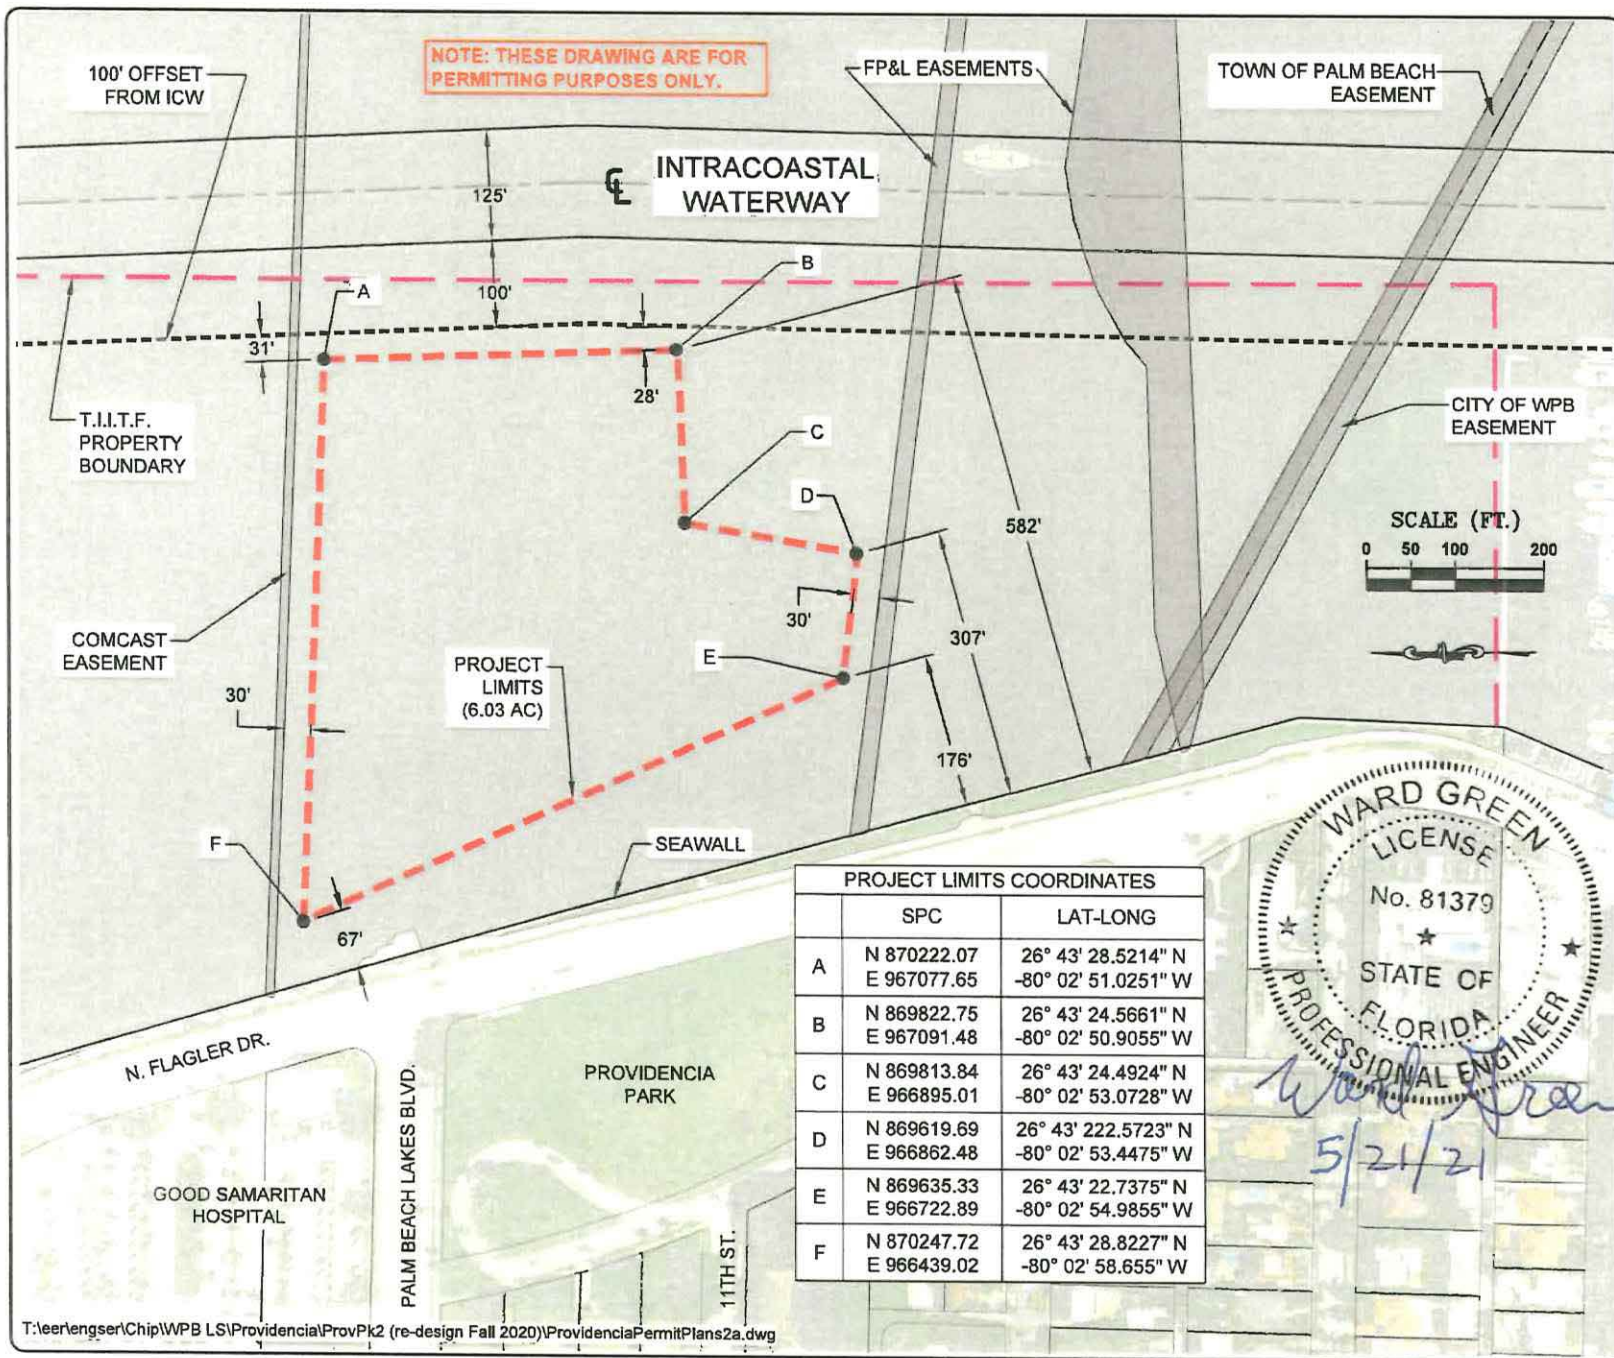 NOTE: THESE DRAWING ARE FOR
PERMITTING PURPOSES ONLY.
100' OFFSET
FROM ICW
FP&L EASEMENTS
TOWN OF PALM BEACH
EASEMENT
INTRACOASTAL
WATERWAY
125'
100'
A
B
31'
28'
T.I.I.T.F.
PROPERTY
BOUNDARY
C
D
CITY OF WPB
EASEMENT
582'
SCALE (FT.)
0 50 100 200
30'
307'
COMCAST
EASEMENT
E
PROJECT
LIMITS
(6.03 AC)
30'
176'
F
SEAWALL
67'
PROJECT LIMITS COORDINATES
SPC LAT-LONG
A N 870222.07 26° 43' 28.5214" N
E 967077.65 -80° 02' 51.0251" W
B N 869822.75 26° 43' 24.5661" N
E 967091.48 -80° 02' 50.9055" W
C N 869813.84 26° 43' 24.4924" N
E 966895.01 -80° 02' 53.0728" W
D N 869619.69 26° 43' 222.5723" N
E 966862.48 -80° 02' 53.4475" W
E N 869635.33 26° 43' 22.7375" N
E 966722.89 -80° 02' 54.9855" W
F N 870247.72 26° 43' 28.8227" N
E 966439.02 -80° 02' 58.655" W
WARD GREEN
LICENSE
No. 81379
STATE OF
FLORIDA
PROFESSIONAL ENGINEER
Ward Green
5/21/21
N. FLAGLER DR.
PALM BEACH LAKES BLVD.
PROVIDENCIA
PARK
GOOD SAMARITAN
HOSPITAL
11TH ST.
T:\eer\engser\Chip\WPB LS\Providencia\ProvPk2 (re-design Fall 2020)\ProvidenciaPermitPlans2a.dwg